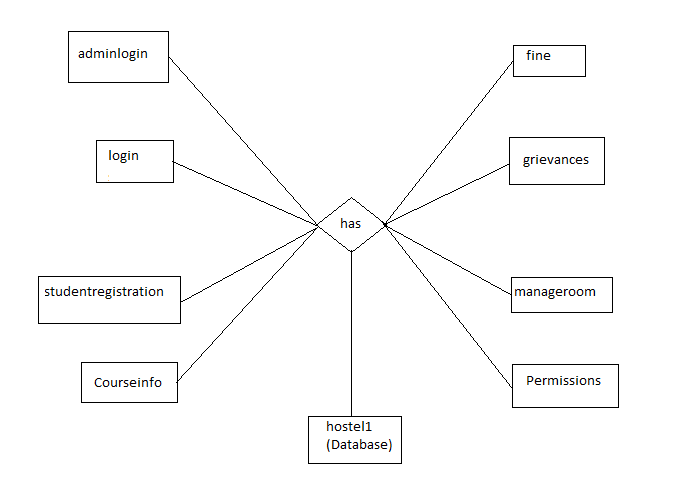 adminlogin
fine
login
grievances
has
studentregistration
manageroom
Courseinfo
Permissions
hostel1
(Database)